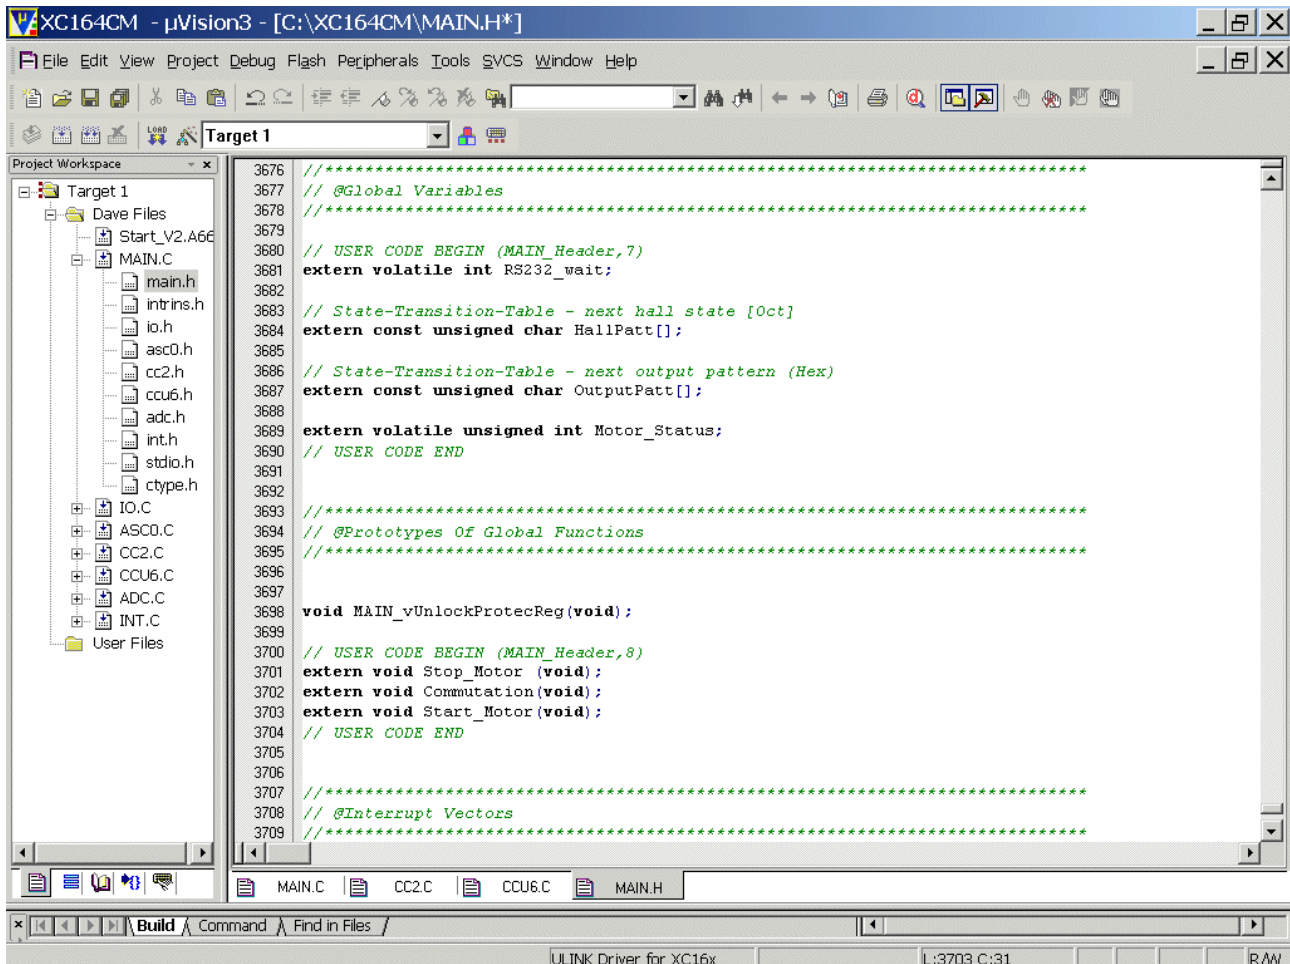 XC164CM - µVision3 - [C:\XC164CM\MAIN.H*]
File Edit View Project Debug Flash Peripherals Tools SVCS Window Help
LOAD Target 1
Project Workspace
Target 1
Dave Files
Start_V2.A66
MAIN.C
main.h
intrins.h
io.h
asc0.h
cc2.h
ccu6.h
adc.h
int.h
stdio.h
ctype.h
IO.C
ASC0.C
CC2.C
CCU6.C
ADC.C
INT.C
User Files
3676 //****************************************************************************
3677 // @Global Variables
3678 //****************************************************************************
3679
3680 // USER CODE BEGIN (MAIN_Header,7)
3681 extern volatile int RS232_wait;
3682
3683 // State-Transition-Table - next hall state [Oct]
3684 extern const unsigned char HallPatt[];
3685
3686 // State-Transition-Table - next output pattern (Hex)
3687 extern const unsigned char OutputPatt[];
3688
3689 extern volatile unsigned int Motor_Status;
3690 // USER CODE END
3691
3692
3693 //****************************************************************************
3694 // @Prototypes Of Global Functions
3695 //****************************************************************************
3696
3697
3698 void MAIN_vUnlockProtecReg(void);
3699
3700 // USER CODE BEGIN (MAIN_Header,8)
3701 extern void Stop_Motor (void);
3702 extern void Commutation(void);
3703 extern void Start_Motor(void);
3704 // USER CODE END
3705
3706
3707 //****************************************************************************
3708 // @Interrupt Vectors
3709 //****************************************************************************
MAIN.C CC2.C CCU6.C MAIN.H
Build Command Find in Files
ULINK Driver for XC16x L:3703 C:31 R/W